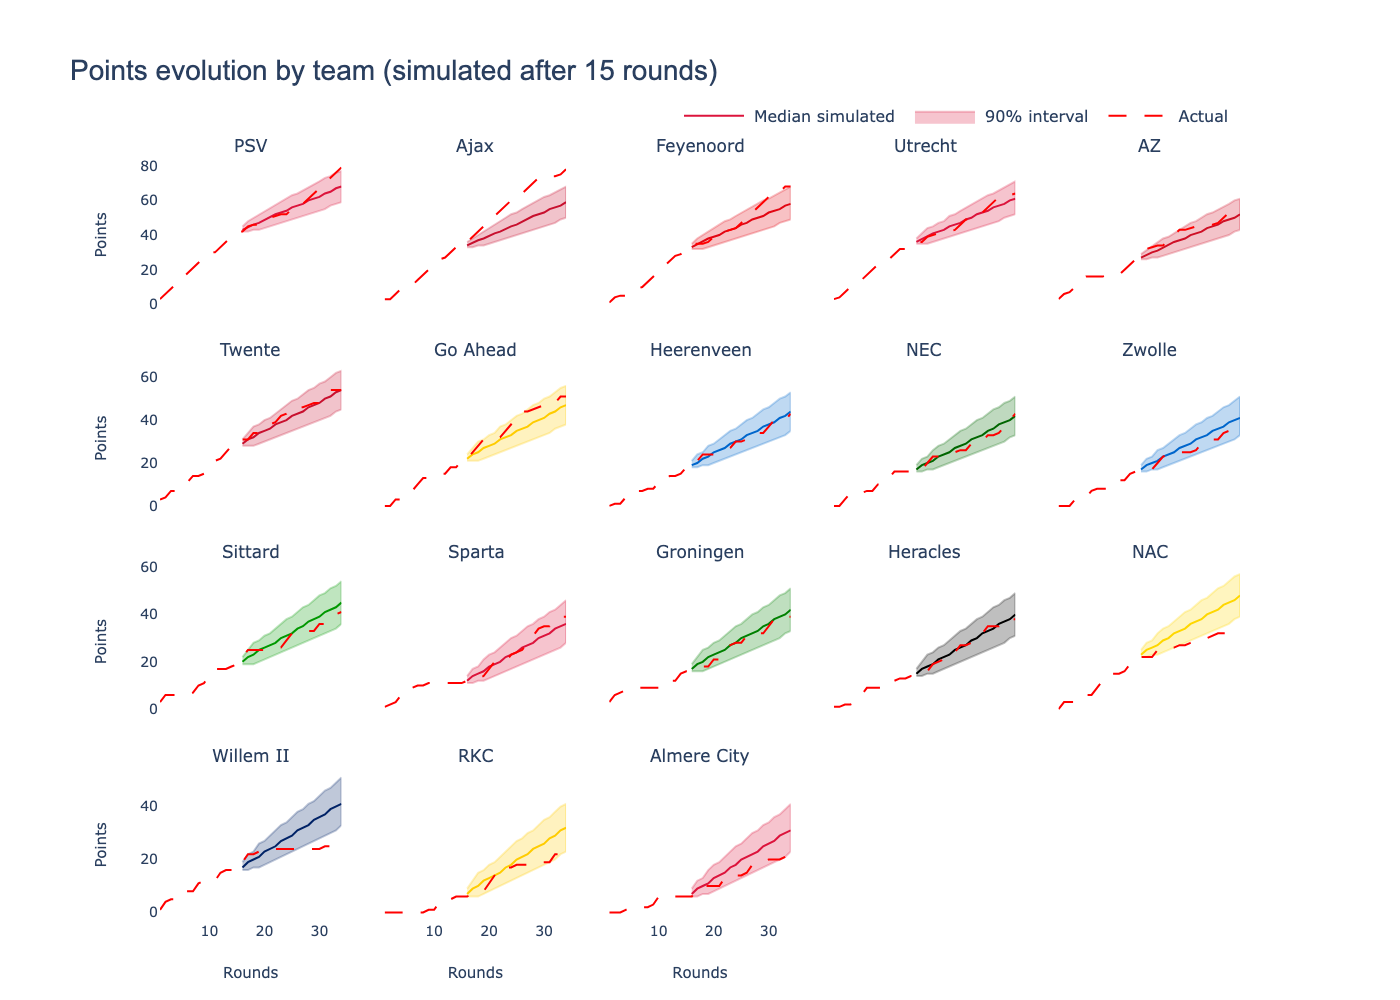 Points evolution by team (simulated after 15 rounds)
Median simulated 90% interval Actual
PSV Ajax Feyenoord Utrecht AZ
80
60
40
20
0
Points
Twente Go Ahead Heerenveen NEC Zwolle
60
40
20
0
Points
Sittard Sparta Groningen Heracles NAC
60
40
20
0
Points
Willem II RKC Almere City
40
20
0
Points
10 20 30 10 20 30 10 20 30
Rounds Rounds Rounds